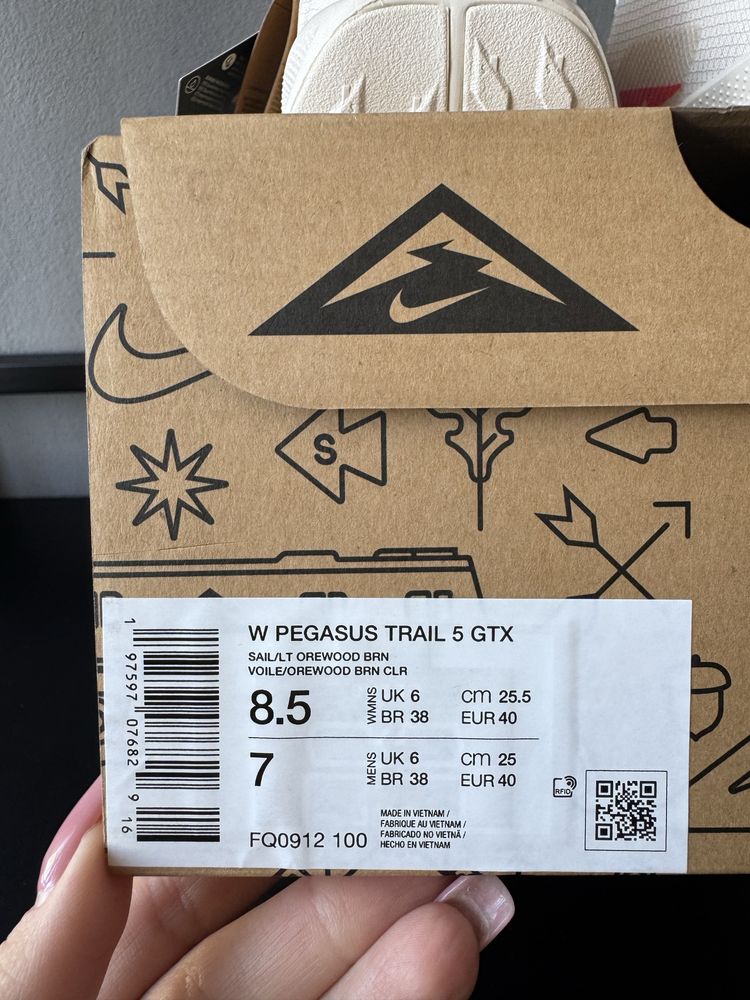 S
W PEGASUS TRAIL 5 GTX
SAIL/LT OREWOOD BRN
VOILE/OREWOOD BRN CLR
8.5 WMNS UK 6 CM 25.5
BR 38 EUR 40
7 MENS UK 6 CM 25
BR 38 EUR 40
FQ0912 100
MADE IN VIETNAM /
FABRIQUE AU VIETNAM /
FABRICADO NO VIETNÃ /
HECHO EN VIETNAM
RFID
1 97597 07682 9 16